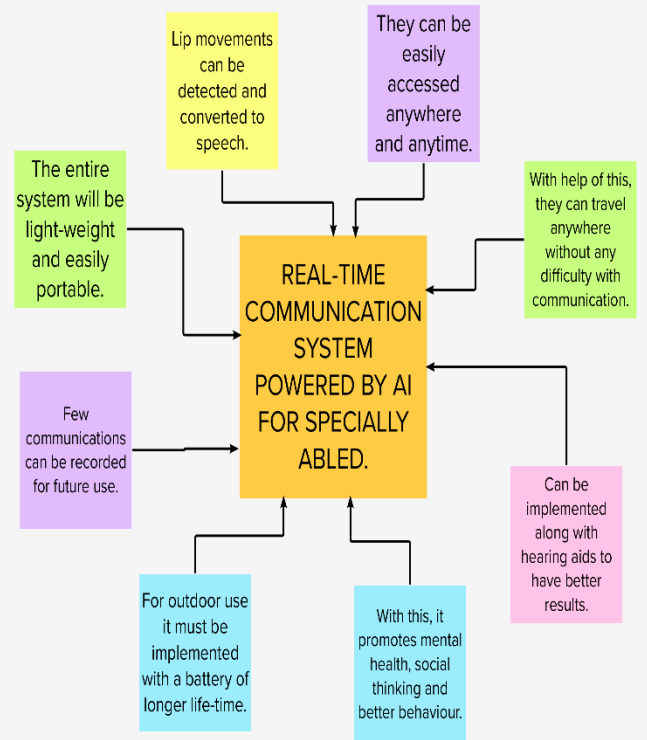 Lip movements
can be
detected and
converted to
speech.
They can be
easily
accessed
anywhere
and anytime.
The entire
system will be
light-weight
and easily
portable.
With help of this,
they can travel
anywhere
without any
difficulty with
communication.
REAL-TIME
COMMUNICATION
SYSTEM
POWERED BY AI
FOR SPECIALLY
ABLED.
Few
communications
can be recorded
for future use.
Can be
implemented
along with
hearing aids to
have better
results.
For outdoor use
it must be
implemented
with a battery of
longer life-time.
With this, it
promotes mental
health, social
thinking and
better behaviour.